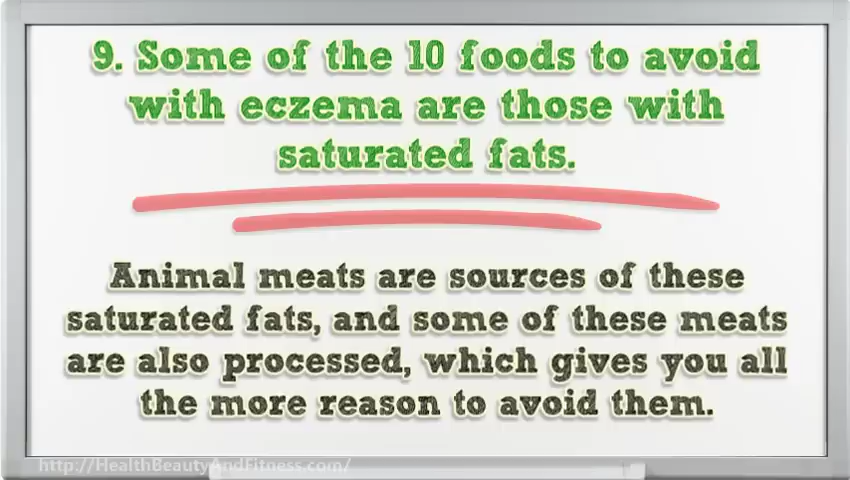 9. Some of the 10 foods to avoid
with eczema are those with
saturated fats.
Animal meats are sources of these
saturated fats, and some of these meats
are also processed, which gives you all
the more reason to avoid them.
http://HealthBeautyAndFitness.com/